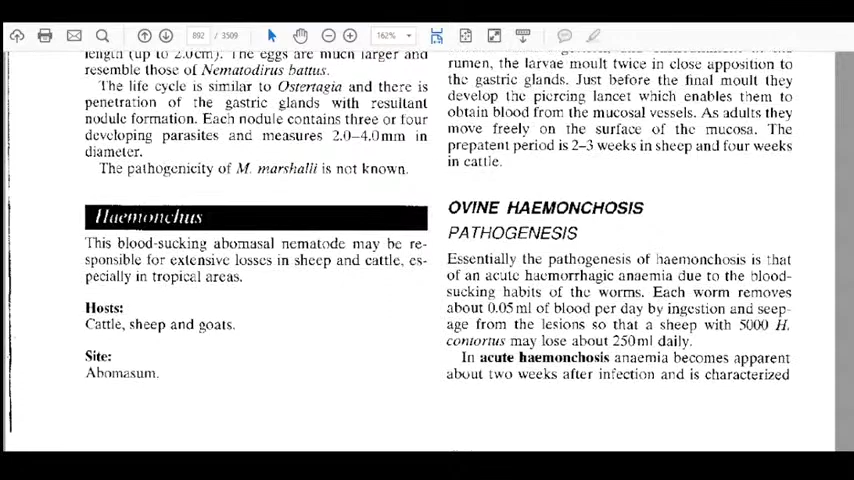 892 / 3509
162%
length (up to 2.0cm). The eggs are much larger and
resemble those of Nematodirus battus.
The life cycle is similar to Ostertagia and there is
penetration of the gastric glands with resultant
nodule formation. Each nodule contains three or four
developing parasites and measures 2.0–4.0mm in
diameter.
The pathogenicity of M. marshalli is not known.
Haemonchus
This blood-sucking abomasal nematode may be re-
sponsible for extensive losses in sheep and cattle, es-
pecially in tropical areas.
Hosts:
Cattle, sheep and goats.
Site:
Abomasum.
rumen, the larvae moult twice in close apposition to
the gastric glands. Just before the final moult they
develop the piercing lancet which enables them to
obtain blood from the mucosal vessels. As adults they
move freely on the surface of the mucosa. The
prepatent period is 2–3 weeks in sheep and four weeks
in cattle.
OVINE HAEMONCHOSIS
PATHOGENESIS
Essentially the pathogenesis of haemonchosis is that
of an acute haemorrhagic anaemia due to the blood-
sucking habits of the worms. Each worm removes
about 0.05 ml of blood per day by ingestion and seep-
age from the lesions so that a sheep with 5000 H.
contortus may lose about 250 ml daily.
In acute haemonchosis anaemia becomes apparent
about two weeks after infection and is characterized